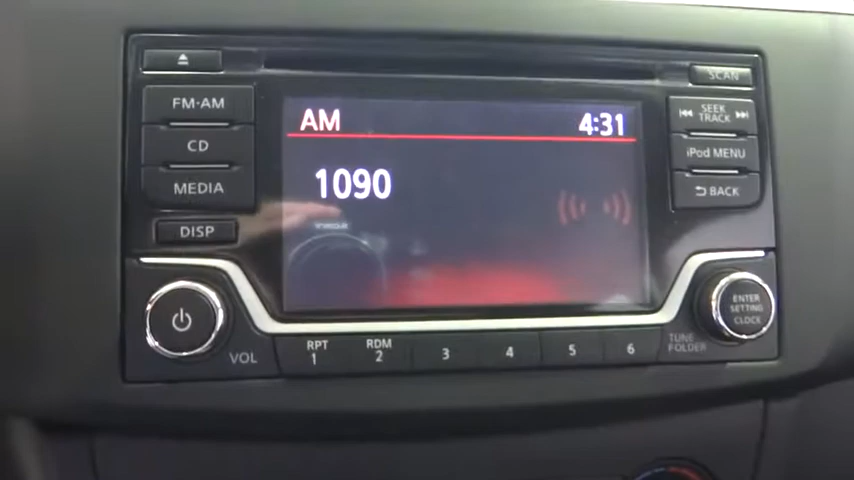 SCAN
FM·AM
AM
4:31
SEEK
TRACK
CD
iPod MENU
MEDIA
1090
BACK
DISP
ENTER
SETTING
CLOCK
VOL
RPT
1
RDM
2
3
4
5
6
TUNE
FOLDER